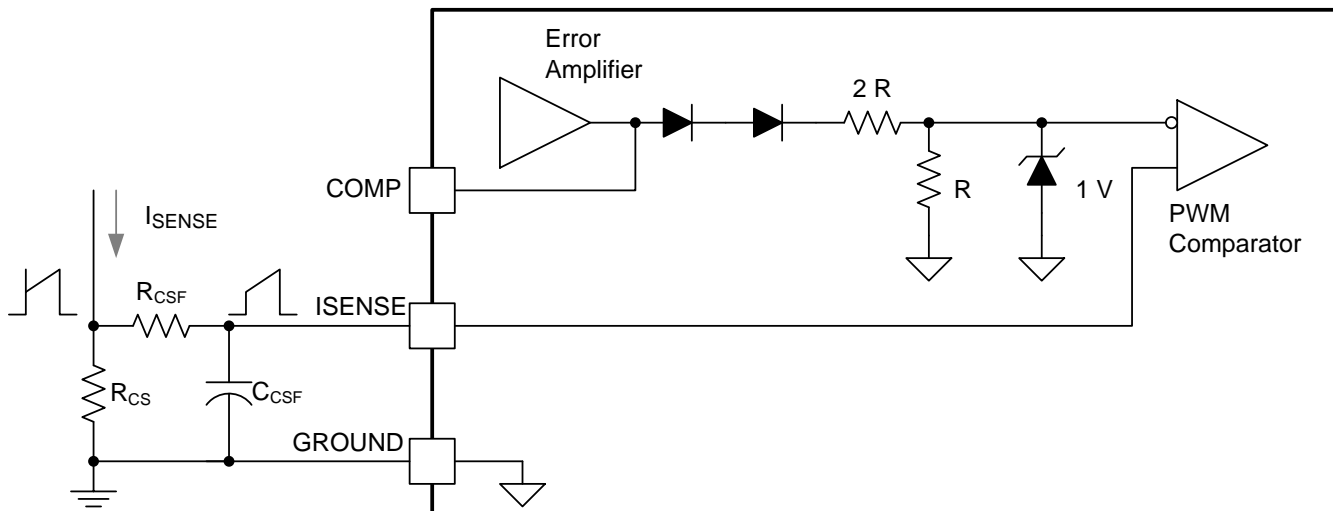 Error
Amplifier
2 R
COMP
R
1 V
PWM
Comparator
ISENSE
RCSF
ISENSE
RCS
CCSF
GROUND